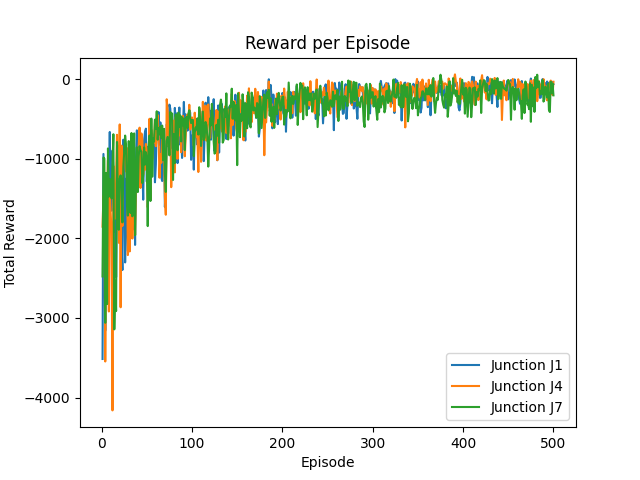 Reward per Episode
Total Reward
0
−1000
−2000
−3000
−4000
Junction J1
Junction J4
Junction J7
0 100 200 300 400 500
Episode